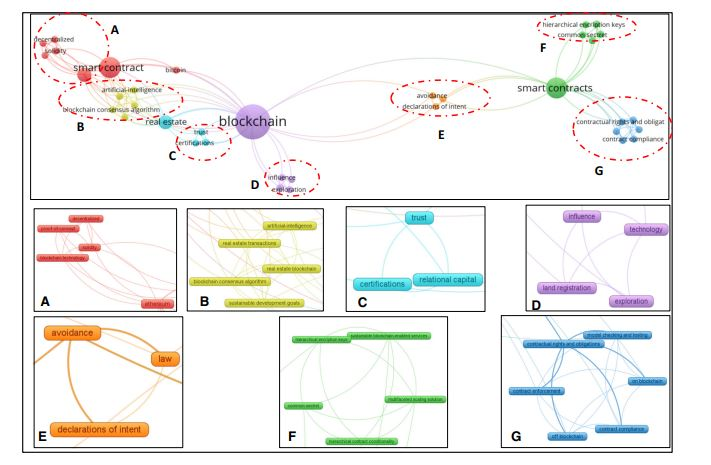 A
decentralized
solidity
smart contract
bitcoin
artificial-intelligence
blockchain consensus algorithm
B
real estate
trust
certifications
C
blockchain
D
influence
exploration
avoidance
declarations of intent
E
F
hierarchical encription keys
common secret
smart contracts
contractual rights and obligat
contract compliance
G
decentralized
proof-of-concept
solidity
blockchain technology
ethereum
A
artificial-intelligence
real estate transactions
real estate blockchain
blockchain consensus algorithm
sustainable development goals
B
trust
certifications
relational capital
C
influence
technology
land registration
exploration
D
avoidance
law
declarations of intent
E
sustainable blockchain-enabled services
hierarchical encription keys
multifaceted scaling solution
common secret
hierarchical contract conditionality
F
model checking and testing
contractual rights and obligations
on blockchain
contract enforcement
contract compliance
off blockchain
G